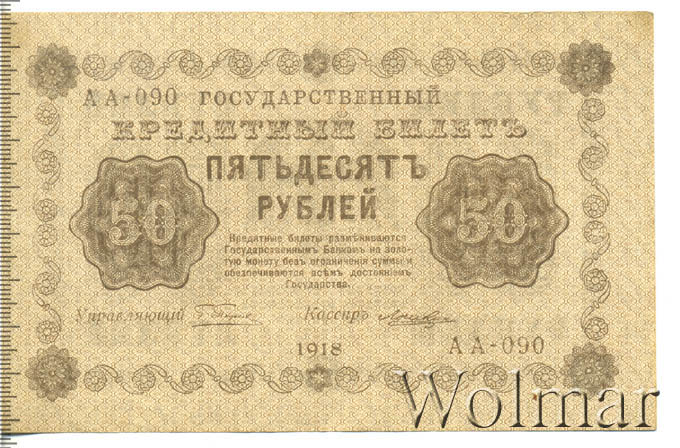 АА-090 ГОСУДАРСТВЕННЫЙ
КРЕДИТНЫЙ БИЛЕТЪ
ПЯТЬДЕСЯТЪ
РУБЛЕЙ
50
50
Кредитные билеты размѣниваются
Государственнымъ Банкомъ на золо-
тую монету безъ ограниченія суммы и
обезпечиваются всѣмъ достояніемъ
Государства.
Управляющій
Кассиръ
1918
АА-090
Wolmar